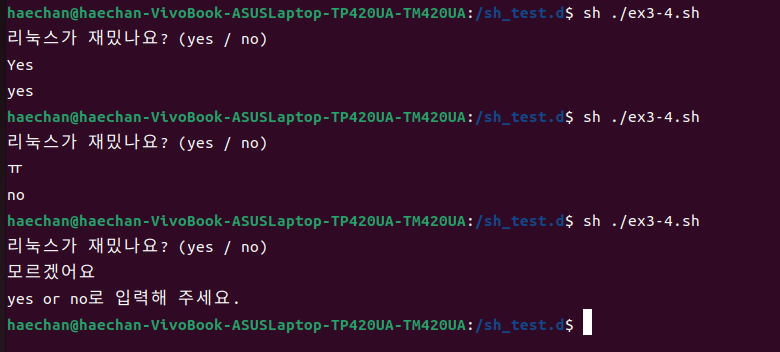 haechan@haechan-VivoBook-ASUSLaptop-TP420UA-TM420UA:/sh_test.d$ sh ./ex3-4.sh
리눅스가 재밌나요? (yes / no)
Yes
yes
haechan@haechan-VivoBook-ASUSLaptop-TP420UA-TM420UA:/sh_test.d$ sh ./ex3-4.sh
리눅스가 재밌나요? (yes / no)
ㅠ
no
haechan@haechan-VivoBook-ASUSLaptop-TP420UA-TM420UA:/sh_test.d$ sh ./ex3-4.sh
리눅스가 재밌나요? (yes / no)
모르겠어요
yes or no로 입력해 주세요.
haechan@haechan-VivoBook-ASUSLaptop-TP420UA-TM420UA:/sh_test.d$